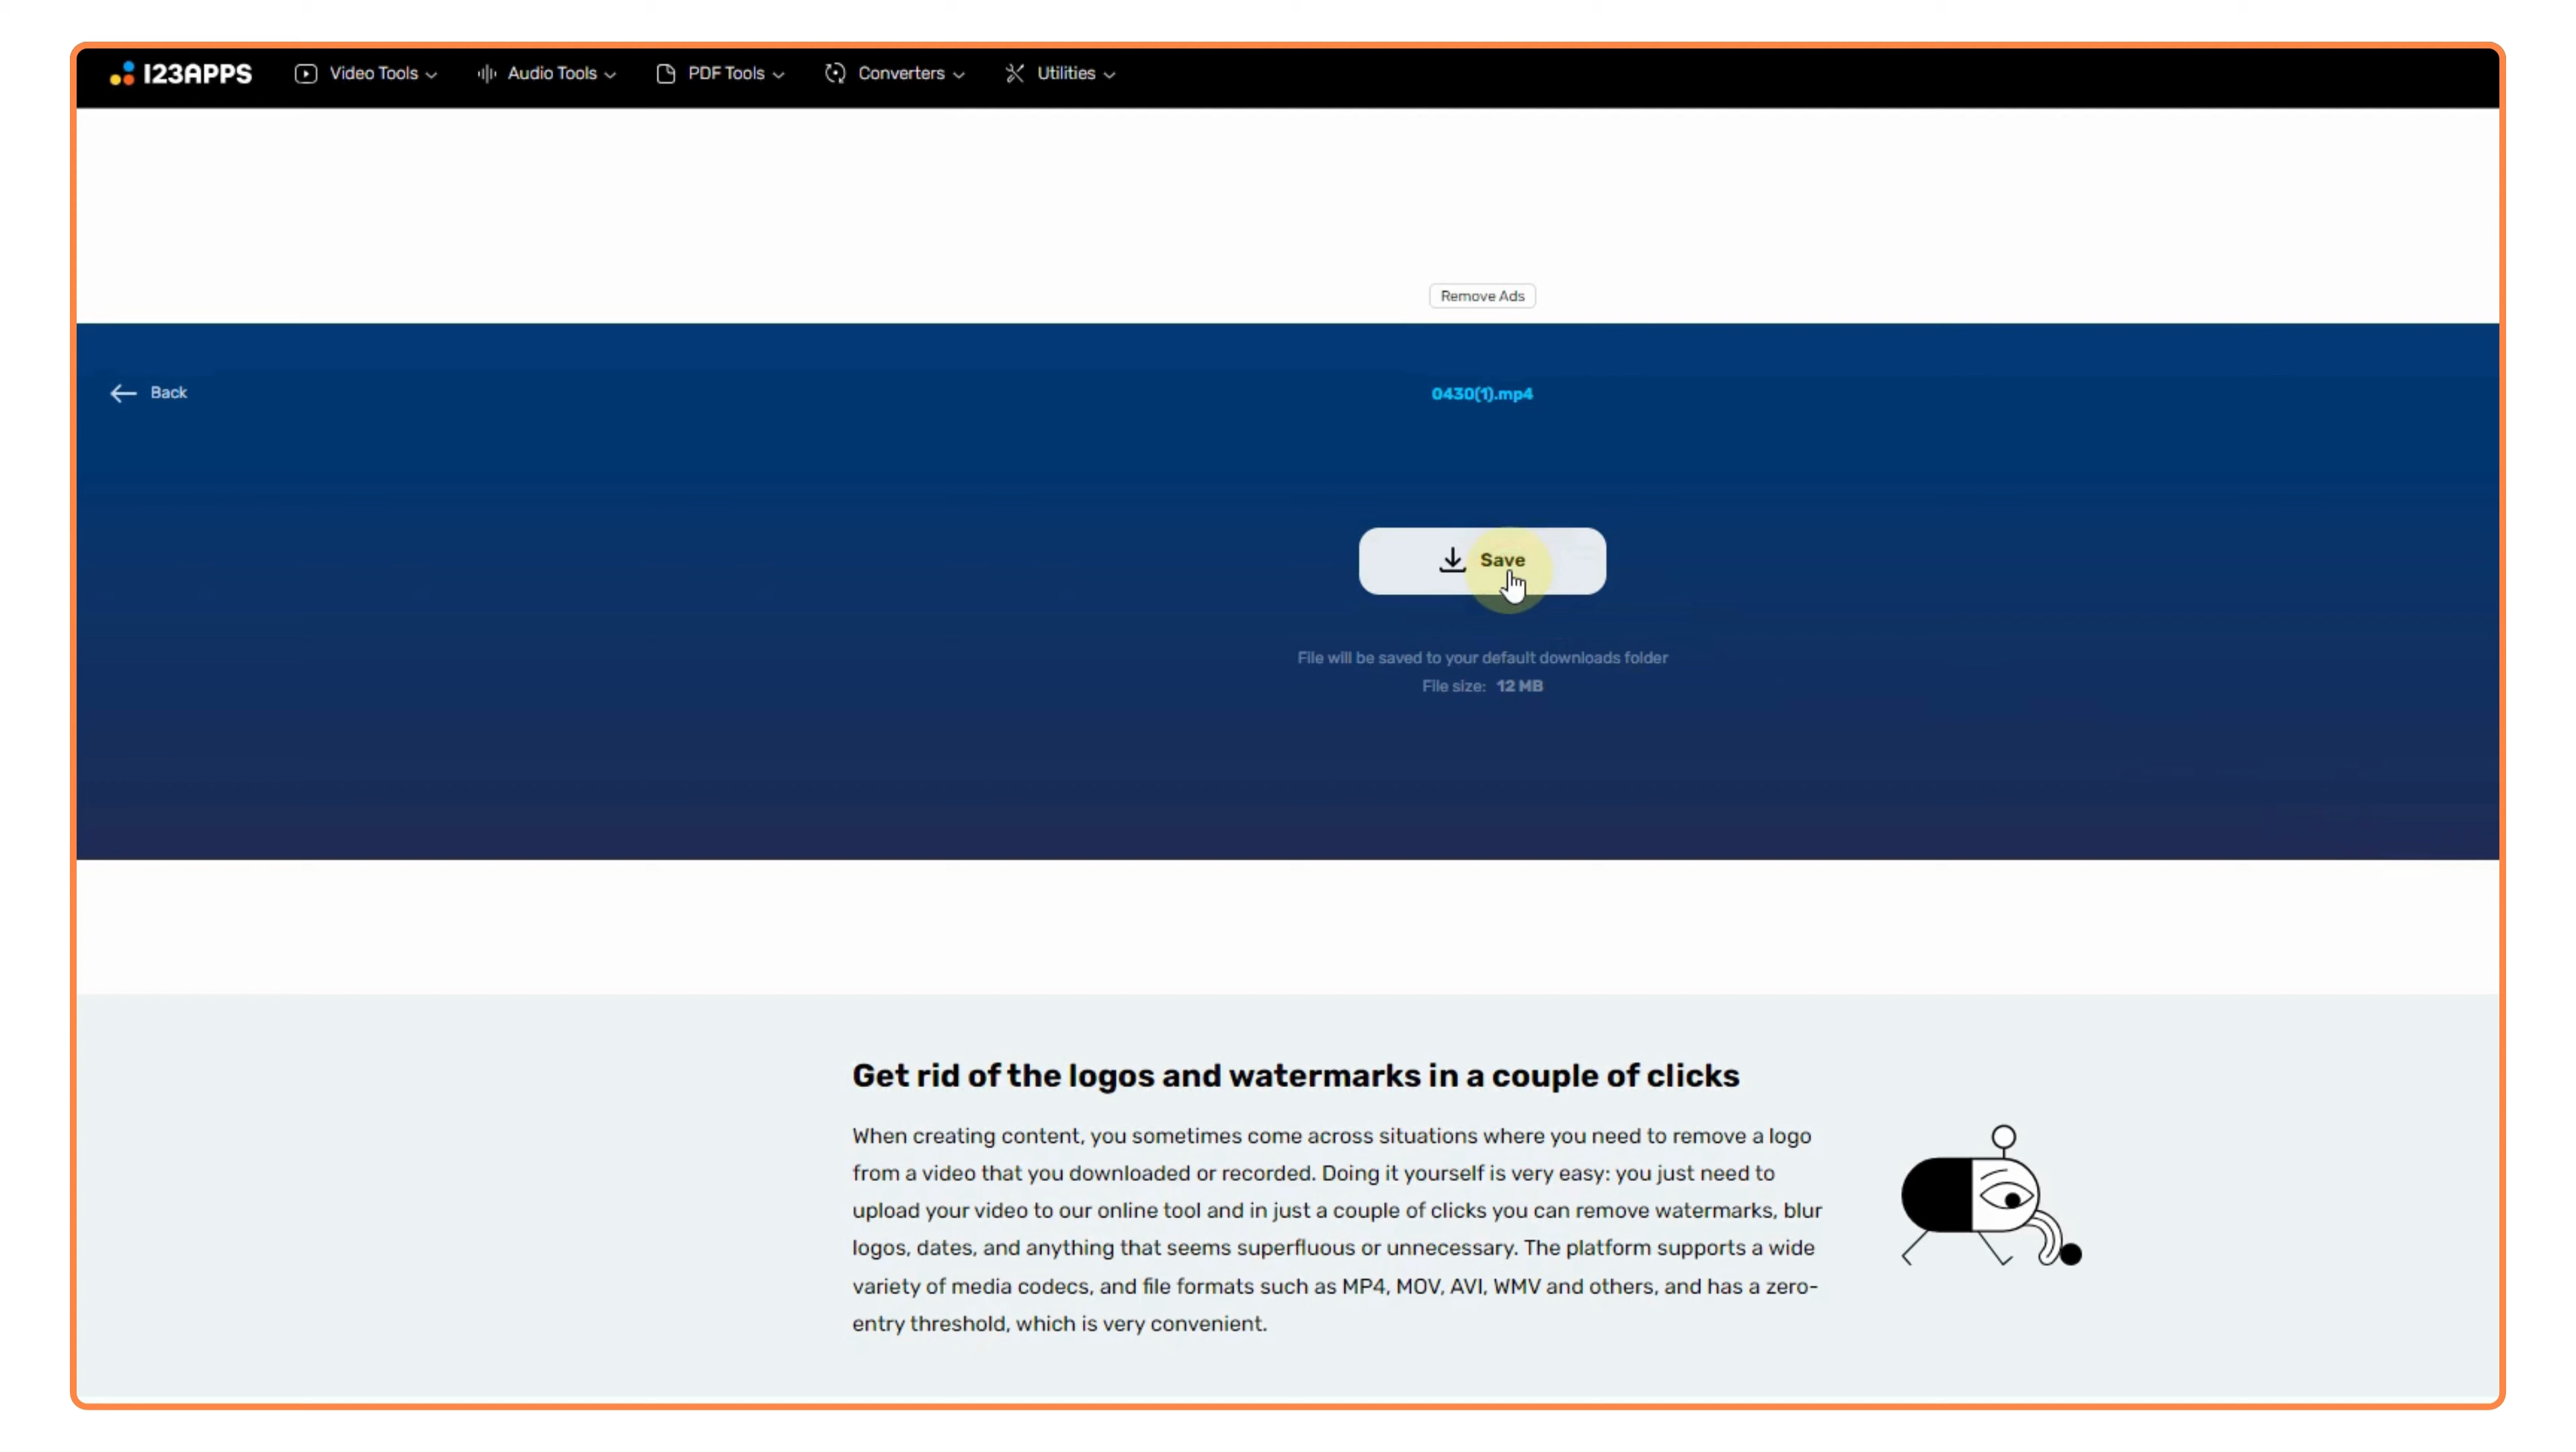 123APPS Video Tools Audio Tools PDF Tools Converters Utilities
Remove Ads
Back
0430(1).mp4
Save
File will be saved to your default downloads folder
File size: 12 MB
Get rid of the logos and watermarks in a couple of clicks
When creating content, you sometimes come across situations where you need to remove a logo
from a video that you downloaded or recorded. Doing it yourself is very easy: you just need to
upload your video to our online tool and in just a couple of clicks you can remove watermarks, blur
logos, dates, and anything that seems superfluous or unnecessary. The platform supports a wide
variety of media codecs, and file formats such as MP4, MOV, AVI, WMV and others, and has a zero-
entry threshold, which is very convenient.